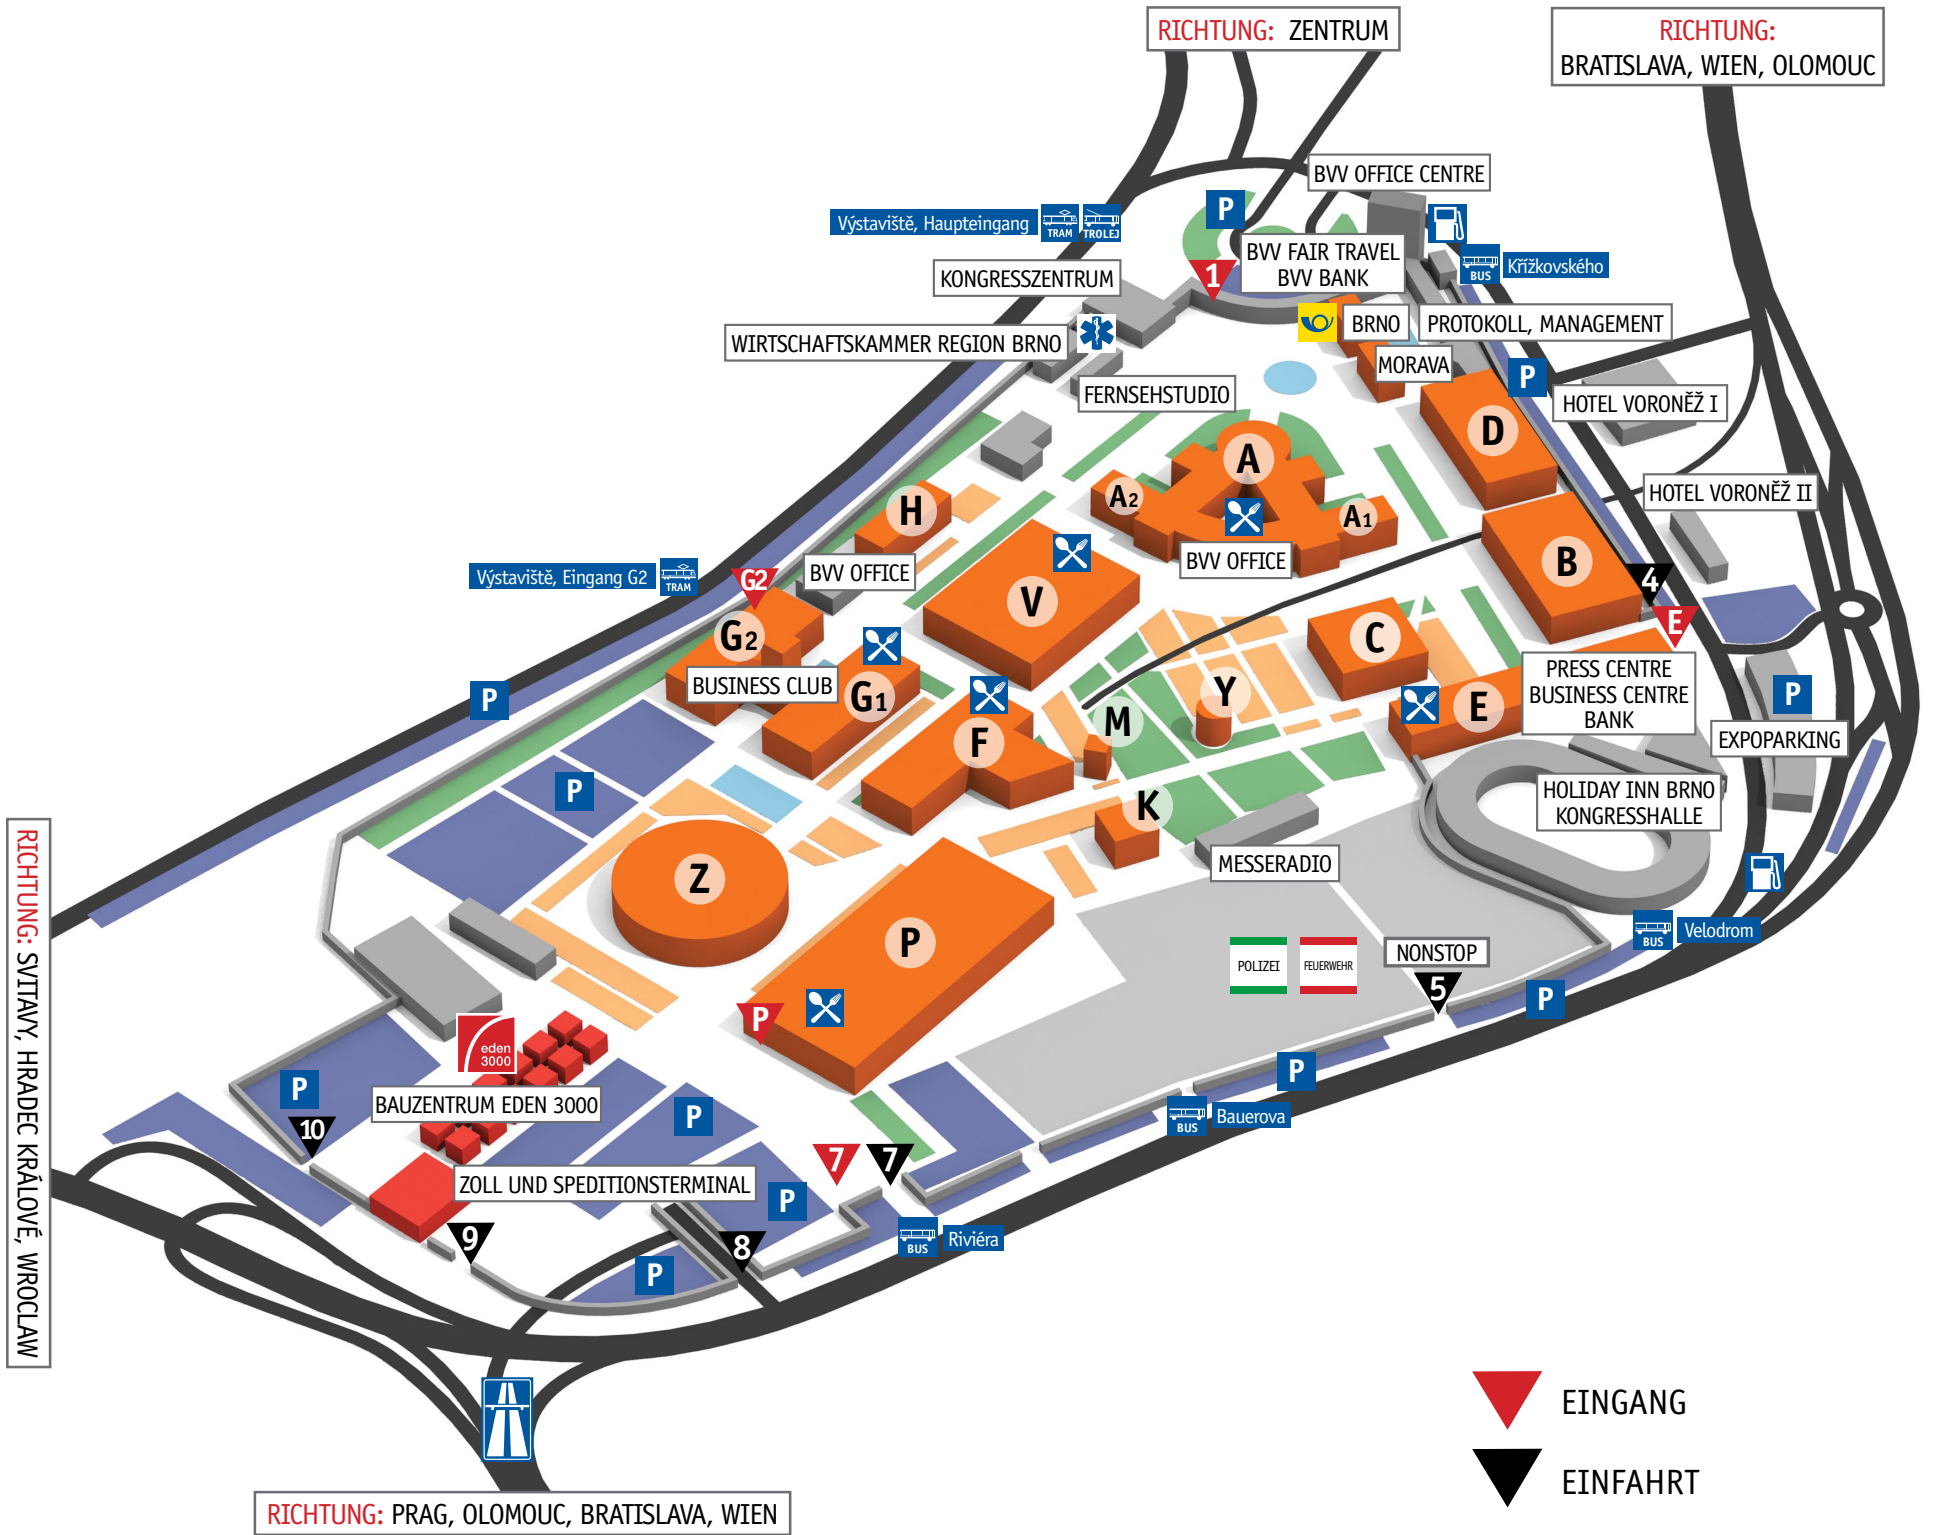 RICHTUNG: ZENTRUM
RICHTUNG:
BRATISLAVA, WIEN, OLOMOUC
BVV OFFICE CENTRE
P
Výstaviště, Haupteingang
TRAM
TROLEJ
BVV FAIR TRAVEL
BVV BANK
BUS
Křížkovského
KONGRESSZENTRUM
1
BRNO
PROTOKOLL, MANAGEMENT
WIRTSCHAFTSKAMMER REGION BRNO
MORAVA
P
FERNSEHSTUDIO
HOTEL VORONĚŽ I
D
A
A2
A1
HOTEL VORONĚŽ II
H
BVV OFFICE
B
Výstaviště, Eingang G2
TRAM
G2
BVV OFFICE
4
V
E
G2
C
BUSINESS CLUB
G1
PRESS CENTRE
BUSINESS CENTRE
BANK
P
Y
M
E
P
F
EXPOPARKING
P
HOLIDAY INN BRNO
KONGRESSHALLE
K
MESSERADIO
Z
P
BUS
Velodrom
POLIZEI
FEUERWEHR
NONSTOP
5
P
P
RICHTUNG: SVITAVY, HRADEC KRÁLOVÉ, WROCLAW
eden
3000
P
P
BAUZENTRUM EDEN 3000
P
BUS
Bauerova
10
7
7
ZOLL UND SPEDITIONSTERMINAL
P
9
8
BUS
Riviéra
P
EINGANG
EINFAHRT
RICHTUNG: PRAG, OLOMOUC, BRATISLAVA, WIEN